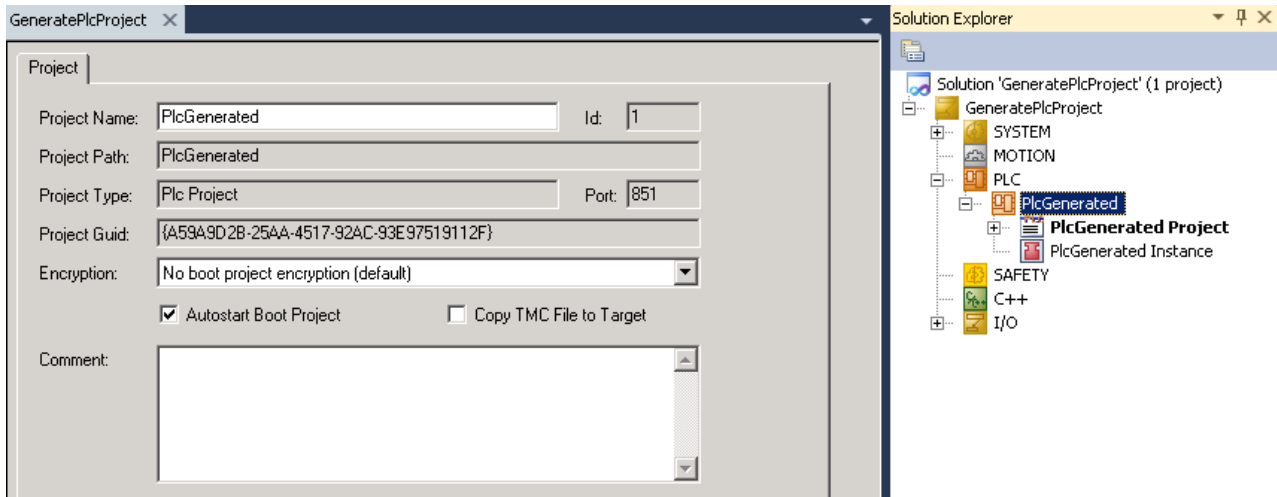 GeneratePlcProject
Project
Project Name: PlcGenerated Id: 1
Project Path: PlcGenerated
Project Type: Plc Project Port: 851
Project Guid: {A59A9D2B-25AA-4517-92AC-93E97519112F}
Encryption: No boot project encryption (default)
Autostart Boot Project Copy TMC File to Target
Comment:
Solution Explorer
Solution 'GeneratePlcProject' (1 project)
GeneratePlcProject
SYSTEM
MOTION
PLC
PlcGenerated
PlcGenerated Project
PlcGenerated Instance
SAFETY
C++
I/O